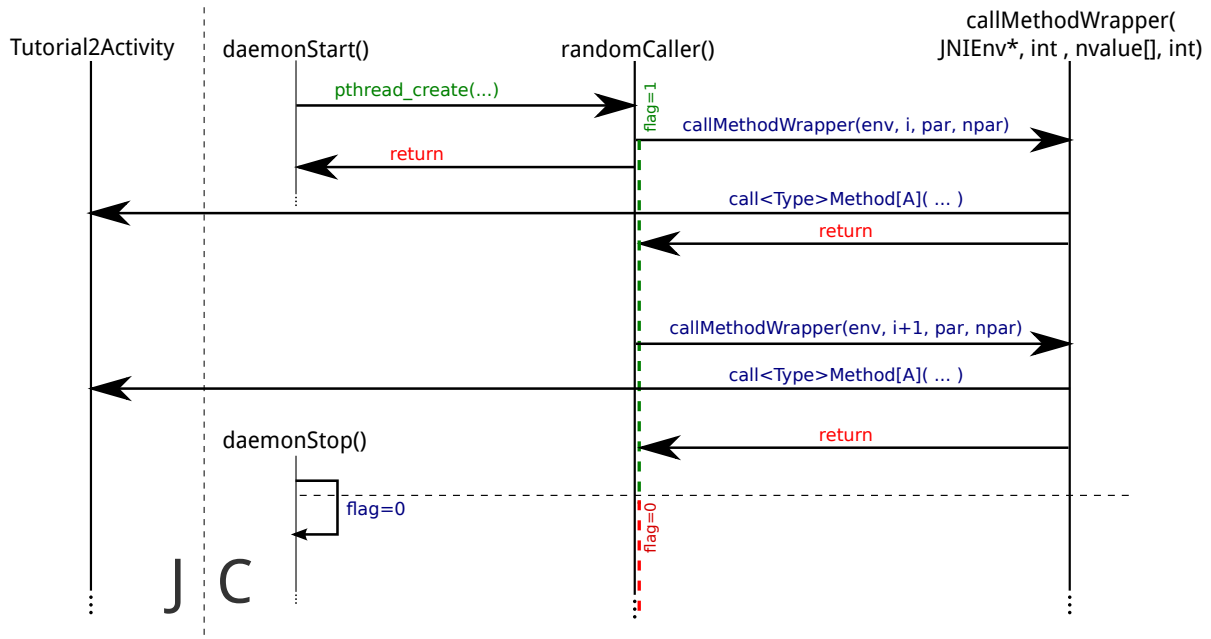 callMethodWrapper(
JNIEnv*, int , nvalue[], int)
Tutorial2Activity
daemonStart()
randomCaller()
pthread_create(...)
flag=1
callMethodWrapper(env, i, par, npar)
return
call<Type>Method[A]( ... )
return
callMethodWrapper(env, i+1, par, npar)
call<Type>Method[A]( ... )
daemonStop()
return
flag=0
flag=0
J C